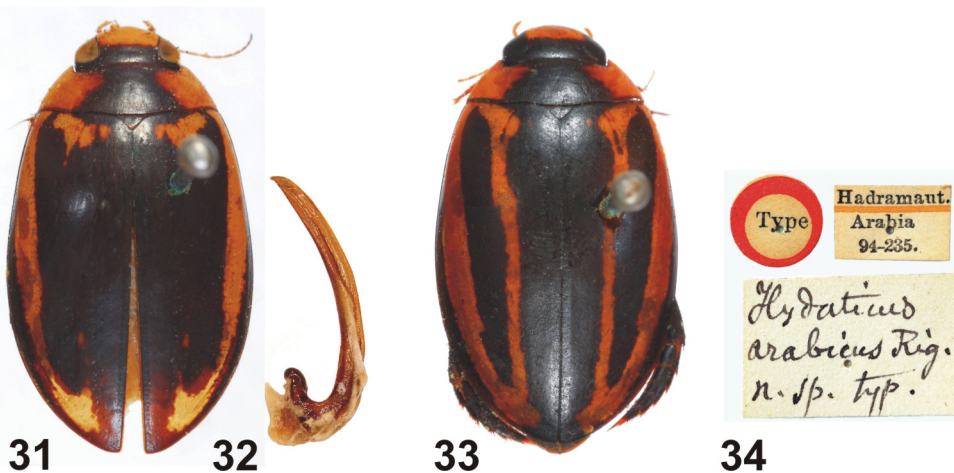 Type
Hadramaut.
Arabia
94-235.
Hydaticus
arabicus Rég.
n. sp. typ.
31
32
33
34